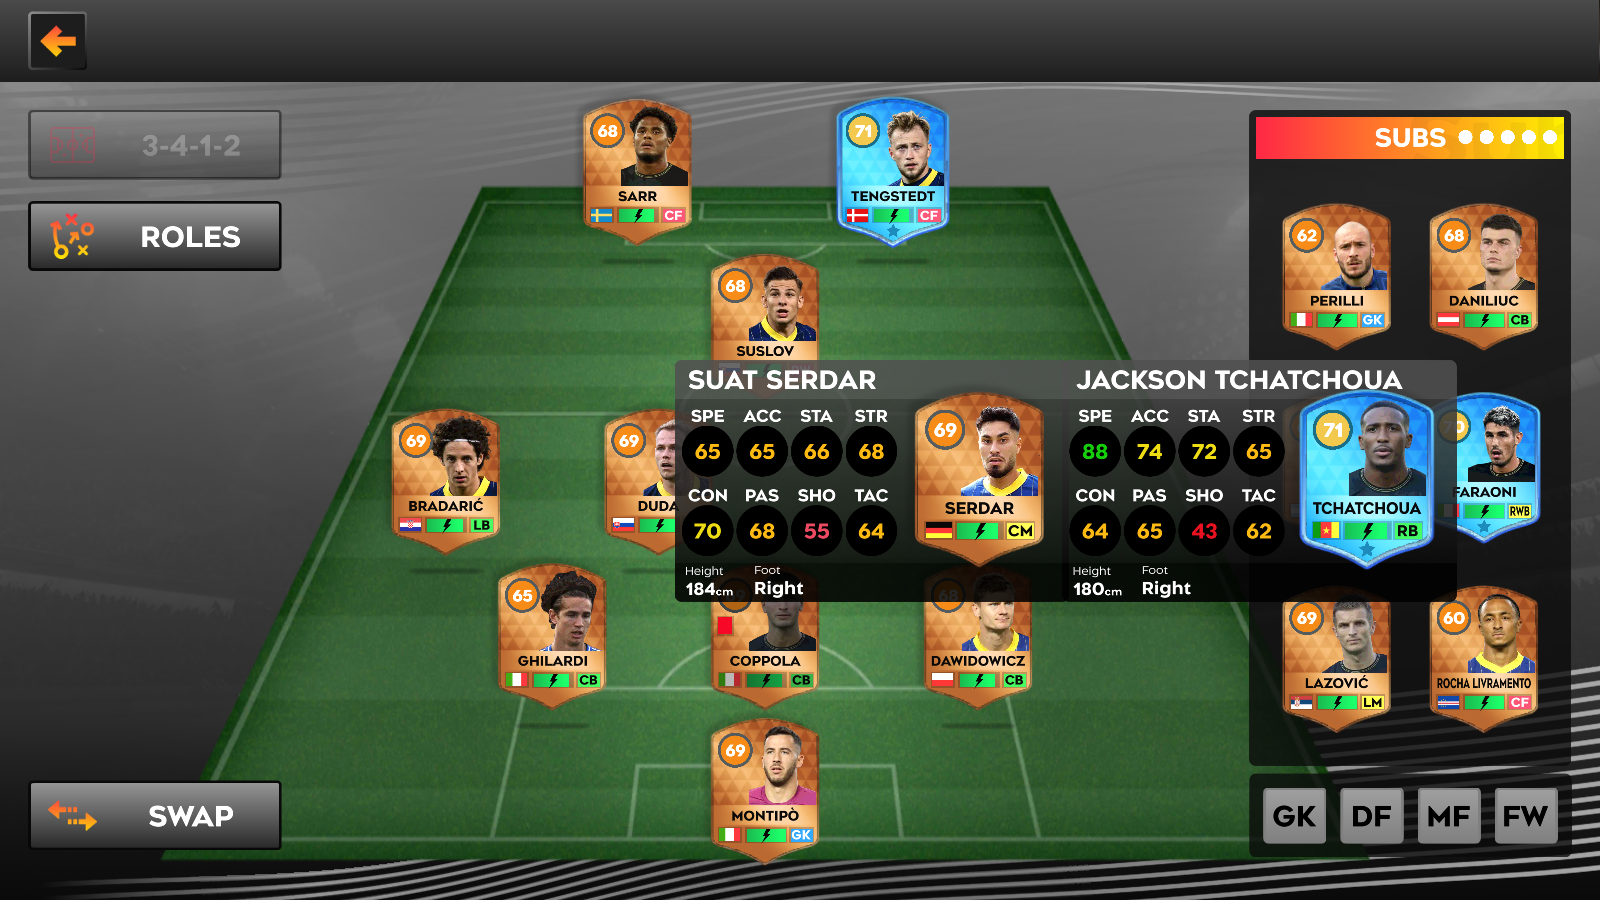 3-4-1-2
ROLES
SWAP
68
SARR
CF
71
TENGSTEDT
CF
68
SUSLOV
69
BRADARIĆ
LB
69
DUDA
65
GHILARDI
CB
COPPOLA
CB
68
DAWIDOWICZ
CB
69
MONTIPÒ
GK
SUAT SERDAR
SPE ACC STA STR
65 65 66 68
CON PAS SHO TAC
70 68 55 64
Height Foot
184cm Right
69
SERDAR
CM
JACKSON TCHATCHOUA
SPE ACC STA STR
88 74 72 65
CON PAS SHO TAC
64 65 43 62
Height Foot
180cm Right
71
TCHATCHOUA
RB
SUBS
62
PERILLI
GK
68
DANILIUC
CB
FARAONI
RWB
69
LAZOVIĆ
LM
60
ROCHA LIVRAMENTO
CF
GK DF MF FW